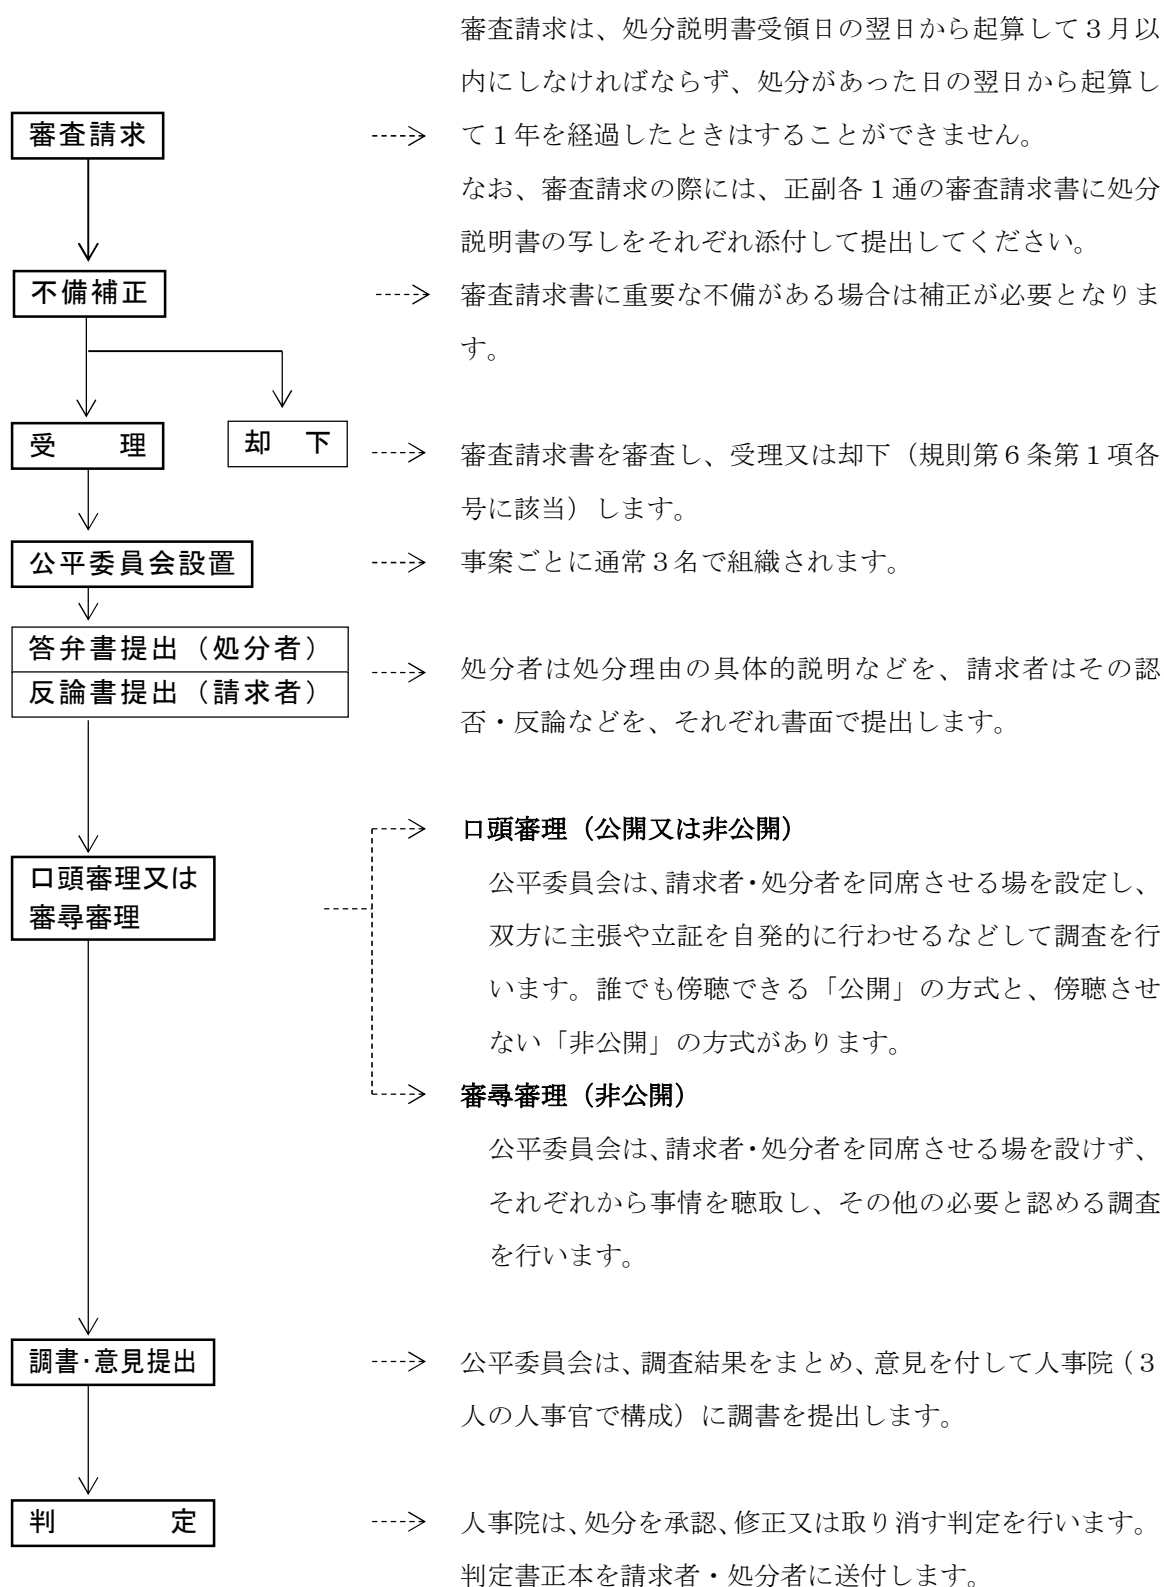 審査請求は、処分説明書受領日の翌日から起算して３月以
内にしなければならず、処分があった日の翌日から起算し
審査請求
て１年を経過したときはすることができません。
なお、審査請求の際には、正副各１通の審査請求書に処分
説明書の写しをそれぞれ添付して提出してください。
不備補正
審査請求書に重要な不備がある場合は補正が必要となりま
す。
受　　理
却　下
審査請求書を審査し、受理又は却下（規則第６条第１項各
号に該当）します。
公平委員会設置
事案ごとに通常３名で組織されます。
答弁書提出（処分者）
反論書提出（請求者）
処分者は処分理由の具体的説明などを、請求者はその認
否・反論などを、それぞれ書面で提出します。
口頭審理又は
審尋審理
口頭審理（公開又は非公開）
公平委員会は、請求者・処分者を同席させる場を設定し、
双方に主張や立証を自発的に行わせるなどして調査を行
います。誰でも傍聴できる「公開」の方式と、傍聴させ
ない「非公開」の方式があります。
審尋審理（非公開）
公平委員会は、請求者・処分者を同席させる場を設けず、
それぞれから事情を聴取し、その他の必要と認める調査
を行います。
調書・意見提出
公平委員会は、調査結果をまとめ、意見を付して人事院（３
人の人事官で構成）に調書を提出します。
判　　　定
人事院は、処分を承認、修正又は取り消す判定を行います。
判定書正本を請求者・処分者に送付します。